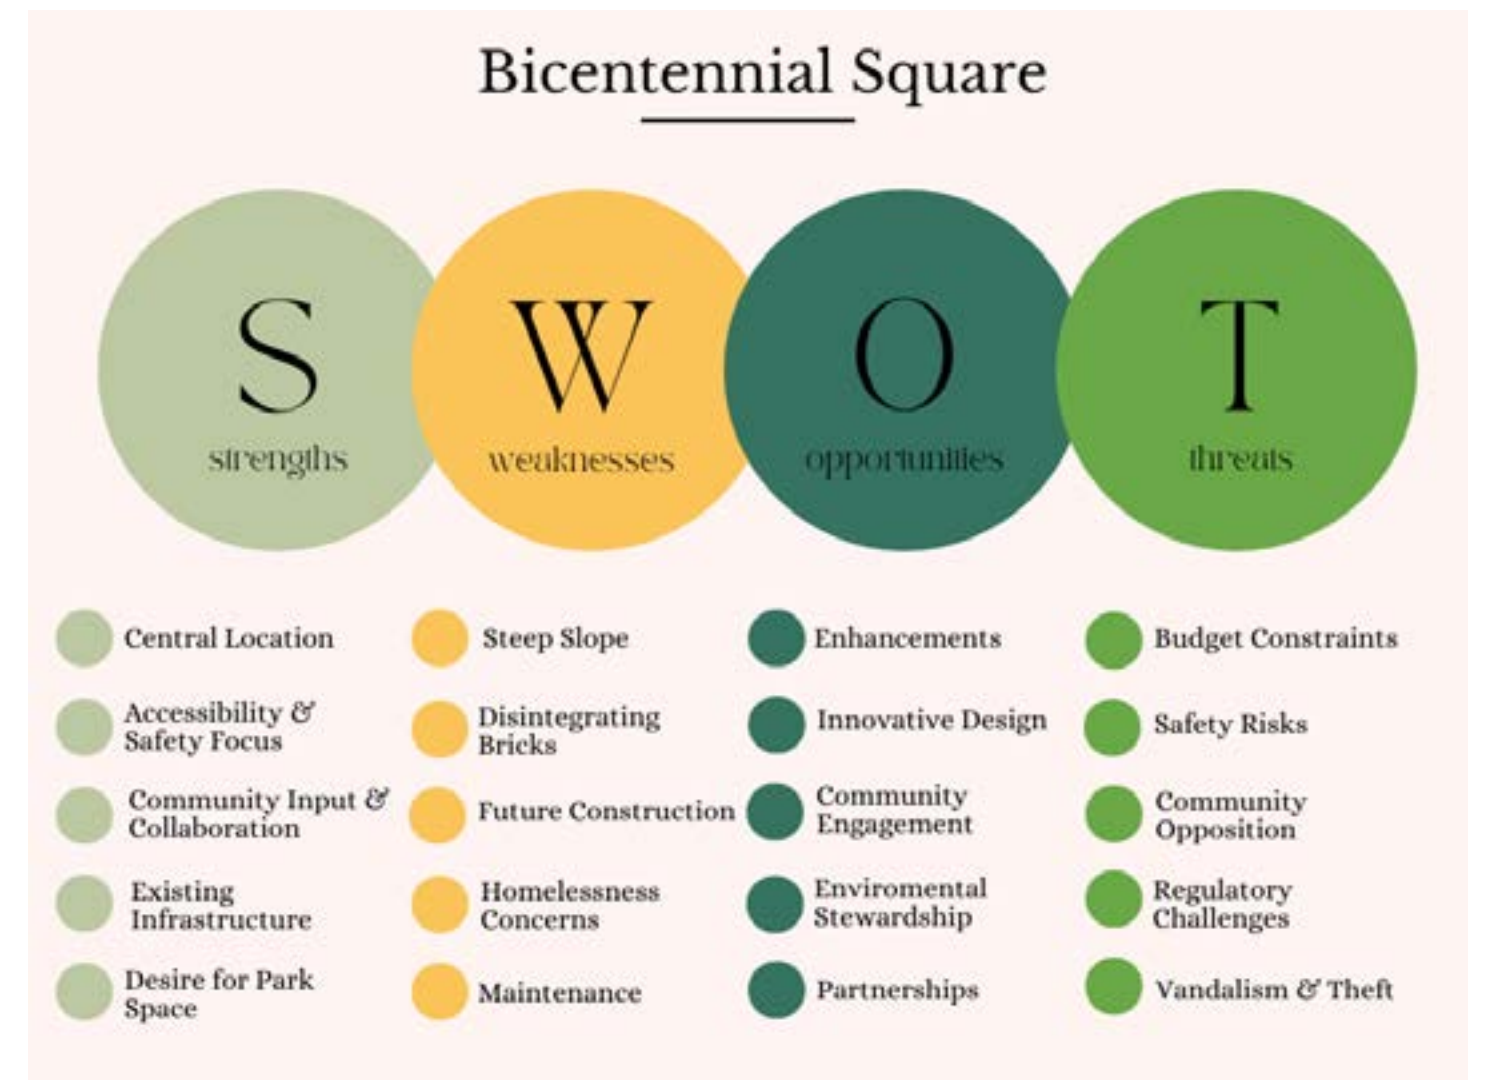 Bicentennial Square
S
strengths
W
weaknesses
O
opportunities
T
threats
Central Location
Accessibility &
Safety Focus
Community Input &
Collaboration
Existing
Infrastructure
Desire for Park
Space
Steep Slope
Disintegrating
Bricks
Future Construction
Homelessness
Concerns
Maintenance
Enhancements
Innovative Design
Community
Engagement
Enviromental
Stewardship
Partnerships
Budget Constraints
Safety Risks
Community
Opposition
Regulatory
Challenges
Vandalism & Theft